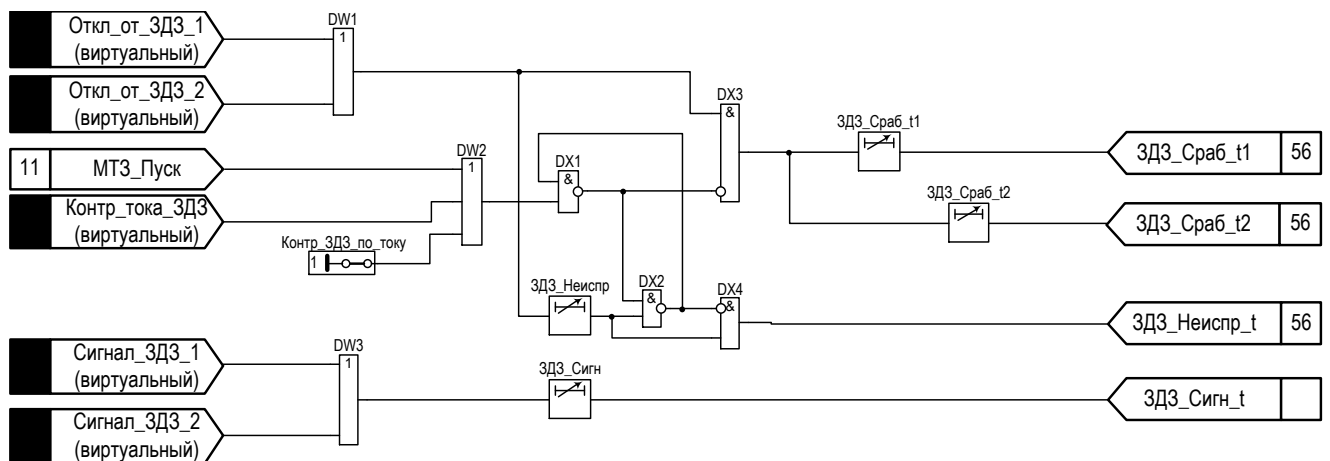 Откл_от_ЗДЗ_1
(виртуальный)
DW1
1
Откл_от_ЗДЗ_2
(виртуальный)
DX3
&
ЗДЗ_Сраб_t1
ЗДЗ_Сраб_t1 56
11 МТЗ_Пуск
DW2
1
DX1
&
Контр_тока_ЗДЗ
(виртуальный)
ЗДЗ_Сраб_t2
ЗДЗ_Сраб_t2 56
Контр_ЗДЗ_по_току
1
ЗДЗ_Неиспр
DX2
&
DX4
&
ЗДЗ_Неиспр_t 56
Сигнал_ЗДЗ_1
(виртуальный)
DW3
1
ЗДЗ_Сигн
ЗДЗ_Сигн_t
Сигнал_ЗДЗ_2
(виртуальный)